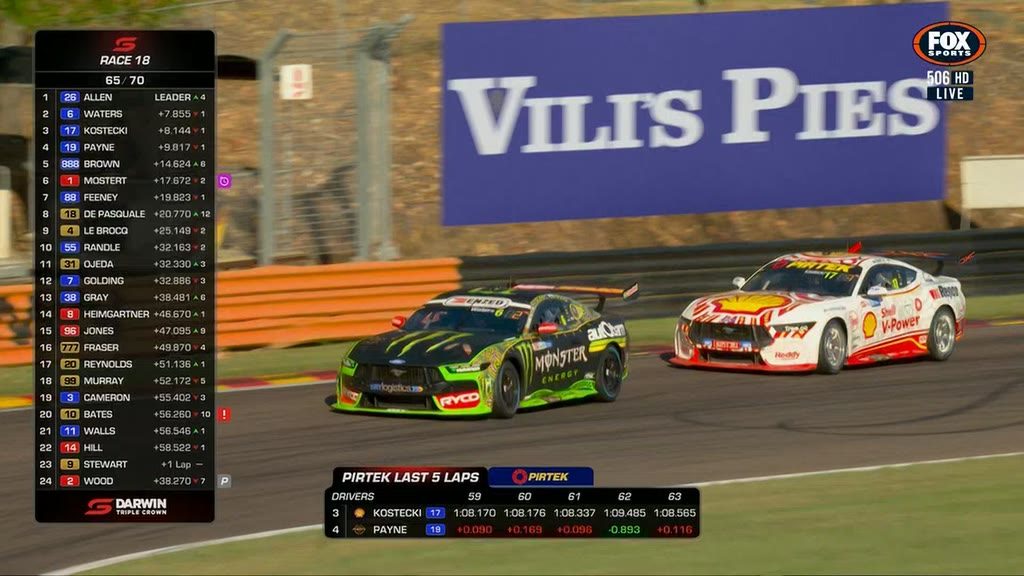 RACE 18
65/70
1 26 ALLEN LEADER 4
2 6 WATERS +7.855 1
3 17 KOSTECKI +8.144 1
4 19 PAYNE +9.817 1
5 888 BROWN +14.624 8
6 1 MOSTERT +17.672 2
7 88 FEENEY +19.823 1
8 18 DE PASQUALE +20.770 12
9 4 LE BROCQ +25.149 2
10 55 RANDLE +32.163 2
11 31 OJEDA +32.330 3
12 7 GOLDING +32.886 3
13 38 GRAY +38.481 6
14 8 HEIMGARTNER +46.670 1
15 96 JONES +47.095 9
16 777 FRASER +49.870 4
17 20 REYNOLDS +51.136 1
18 99 MURRAY +52.172 5
19 3 CAMERON +55.402 3
20 10 BATES +56.260 10 !
21 11 WALLS +56.546 1
22 14 HILL +58.522 1
23 9 STEWART +1 Lap –
24 2 WOOD +38.270 7 P
DARWIN
TRIPLE CROWN
VILI'S PIES
FOX
SPORTS
506 HD
LIVE
ENZED
6
MONSTER
ENERGY
RYCO
PIRTEK
17
Shell
V-Power
Repco
Reddy
PIRTEK LAST 5 LAPS PIRTEK
DRIVERS 59 60 61 62 63
3 KOSTECKI 17 1:08.170 1:08.176 1:08.337 1:09.485 1:08.565
4 PAYNE 19 +0.090 +0.169 +0.096 -0.893 +0.116